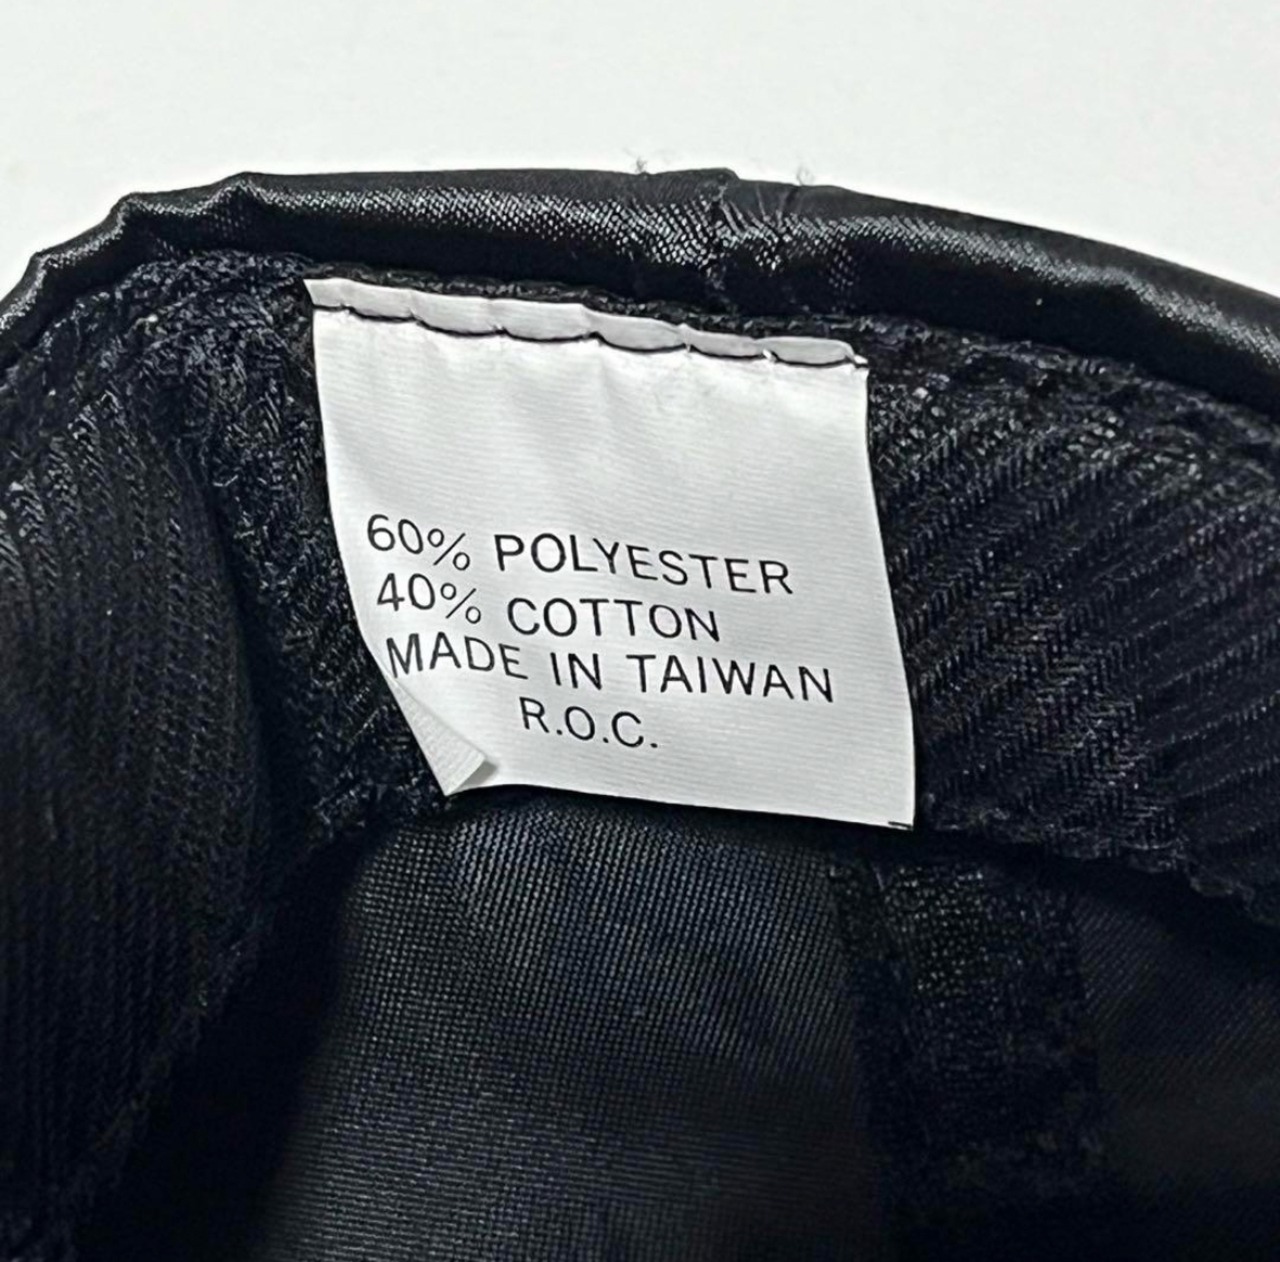 60% POLYESTER
40% COTTON
MADE IN TAIWAN
R.O.C.